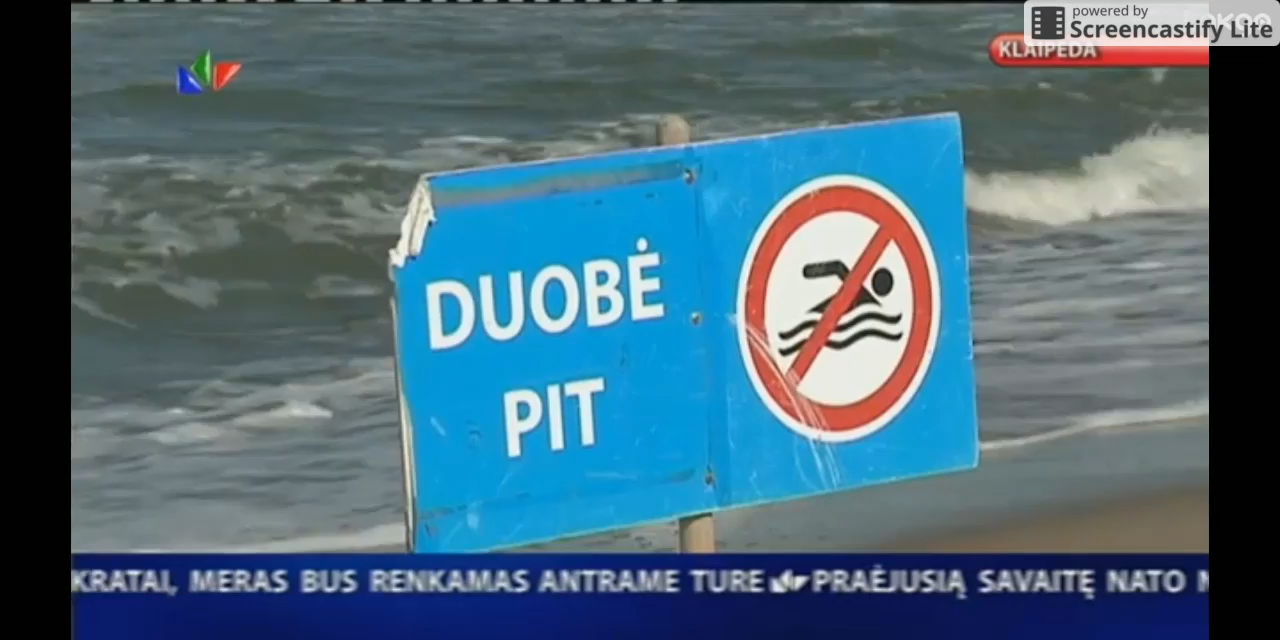 powered by
Screencastify Lite
KLAIPĖDA
DUOBĖ
PIT
KRATAI, MERAS BUS RENKAMAS ANTRAME TURE PRAĖJUSIĄ SAVAITĘ NATO